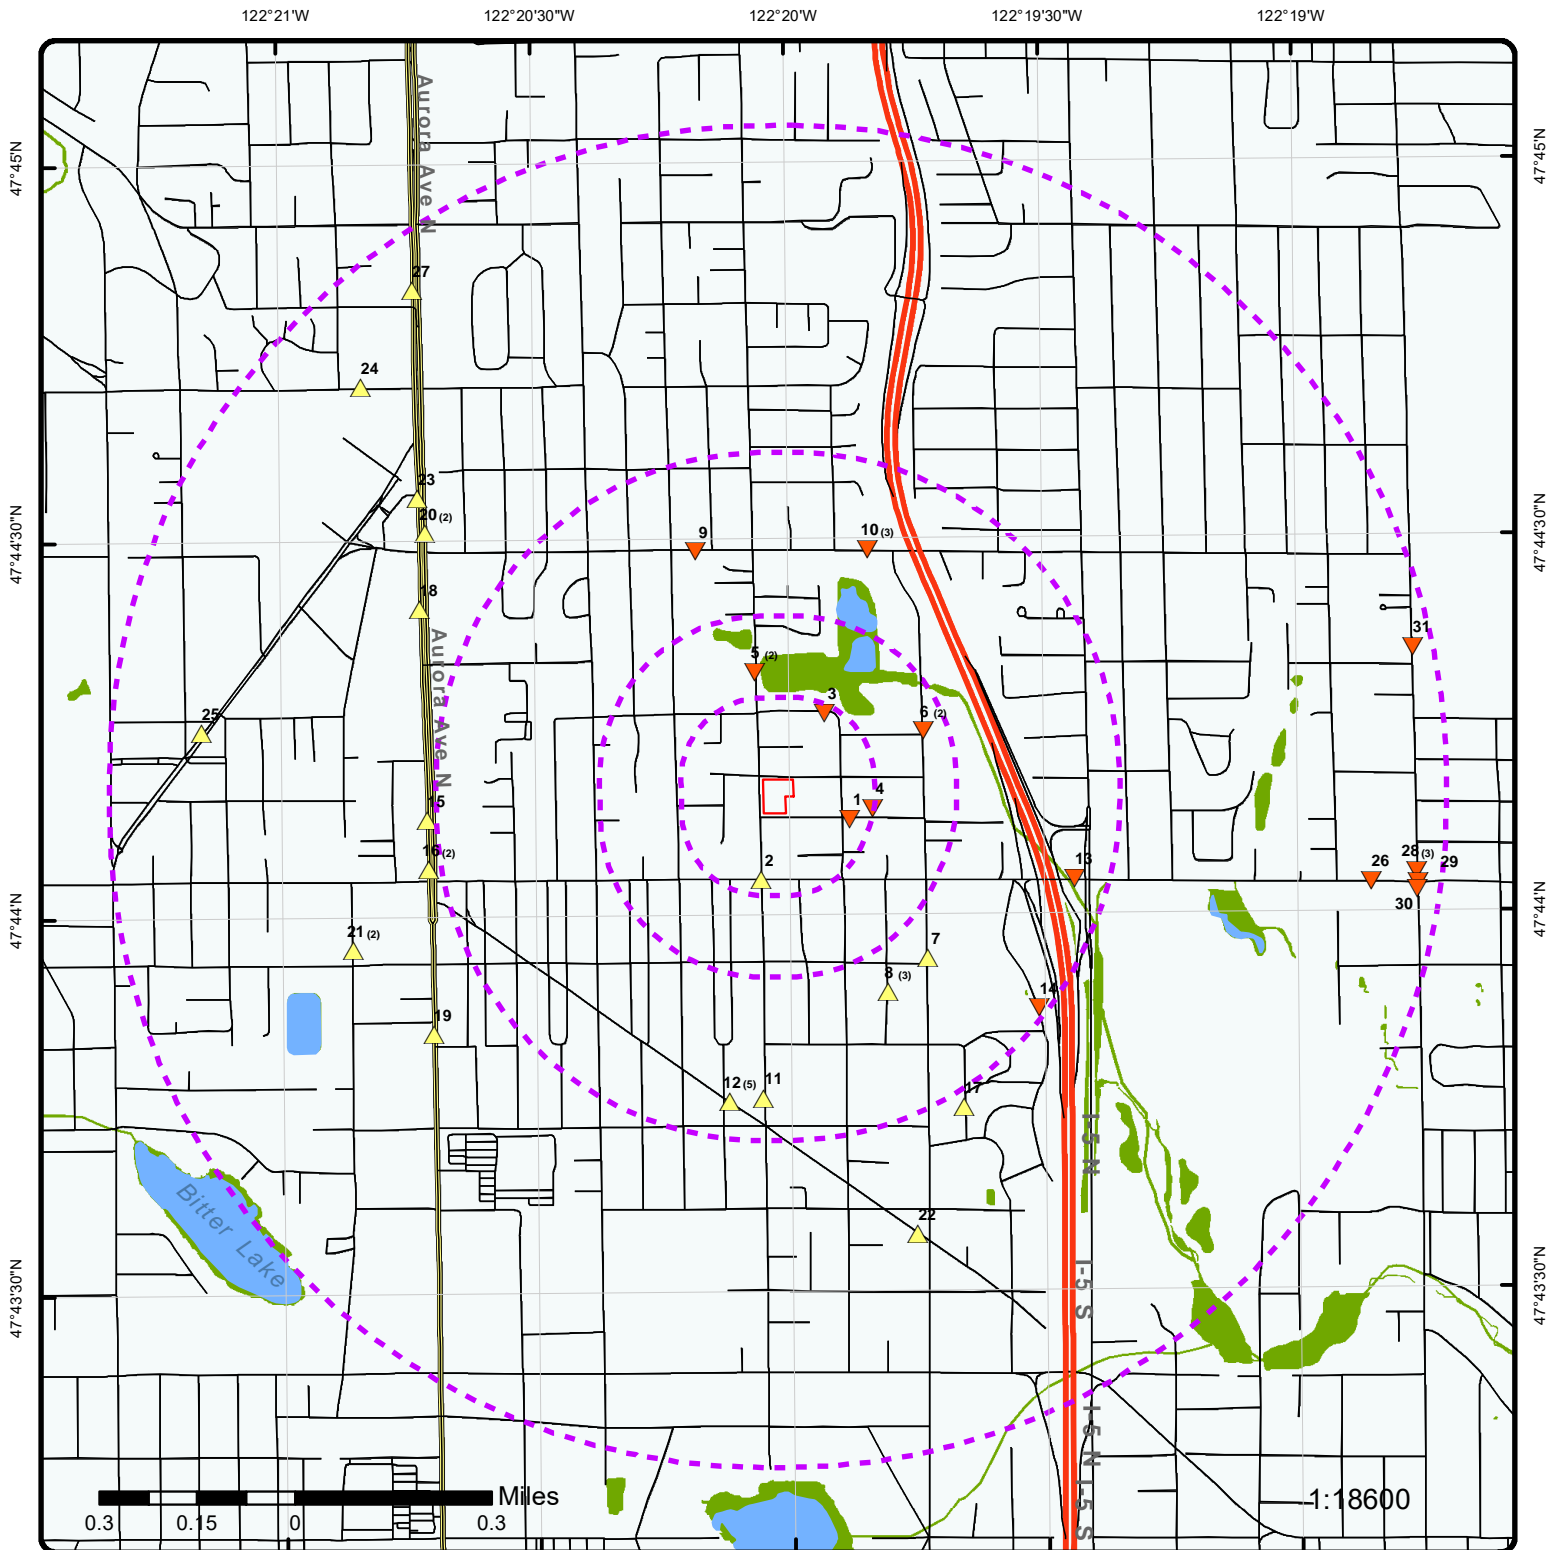 122°21'W 122°20'30"W 122°20'W 122°19'30"W 122°19'W
47°45'N
47°45'N
Aurora Ave N
27
24
23
20 (2)
47°44'30"N
47°44'30"N
9
10 (3)
18
Aurora Ave N
31
5 (2)
3
25
6 (2)
4
1
15
16 (2)
2
13
26
28 (3)
29
30
47°44'N
47°44'N
21 (2)
7
8 (3)
14
19
12 (5)
11
17
I-5 N
Bitter Lake
22
I-5 S
47°43'30"N
47°43'30"N
I-5 N
I-5 S
Miles
0.3 0.15 0 0.3
1:18600